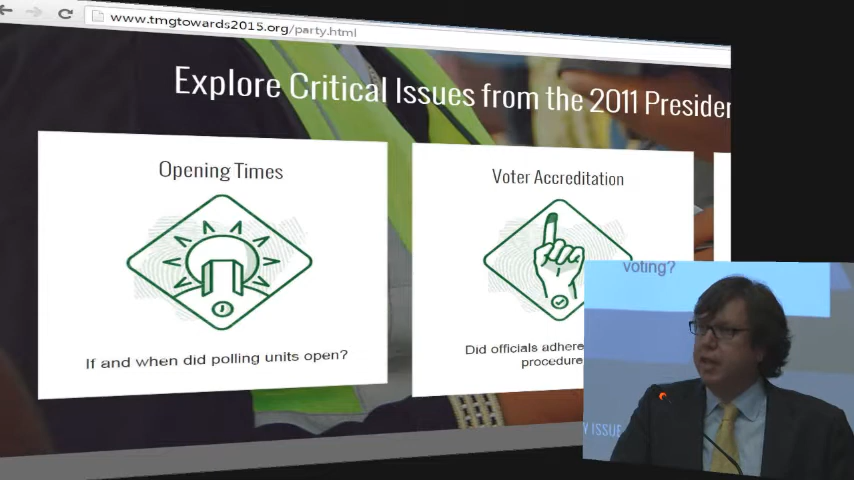 www.tmgtowards2015.org/party.html
Explore Critical Issues from the 2011
Opening Times
Voter Accreditation
If and when did polling units open?
Did officials adhere
procedure
voting?
ISSUE